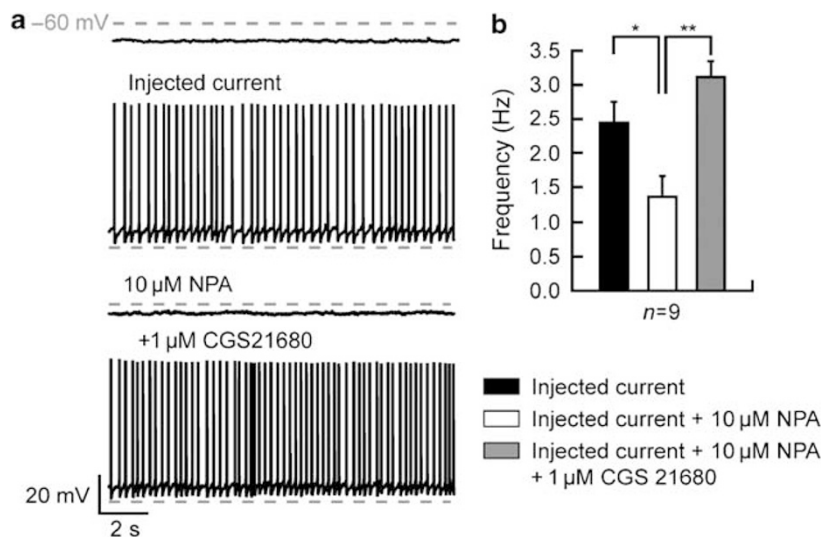 a
–60 mV
Injected current
10 µM NPA
+1 µM CGS21680
20 mV
2 s
b
* **
Frequency (Hz)
3.5
3.0
2.5
2.0
1.5
1.0
0.5
0.0
n=9
Injected current
Injected current + 10 µM NPA
Injected current + 10 µM NPA
+ 1 µM CGS 21680